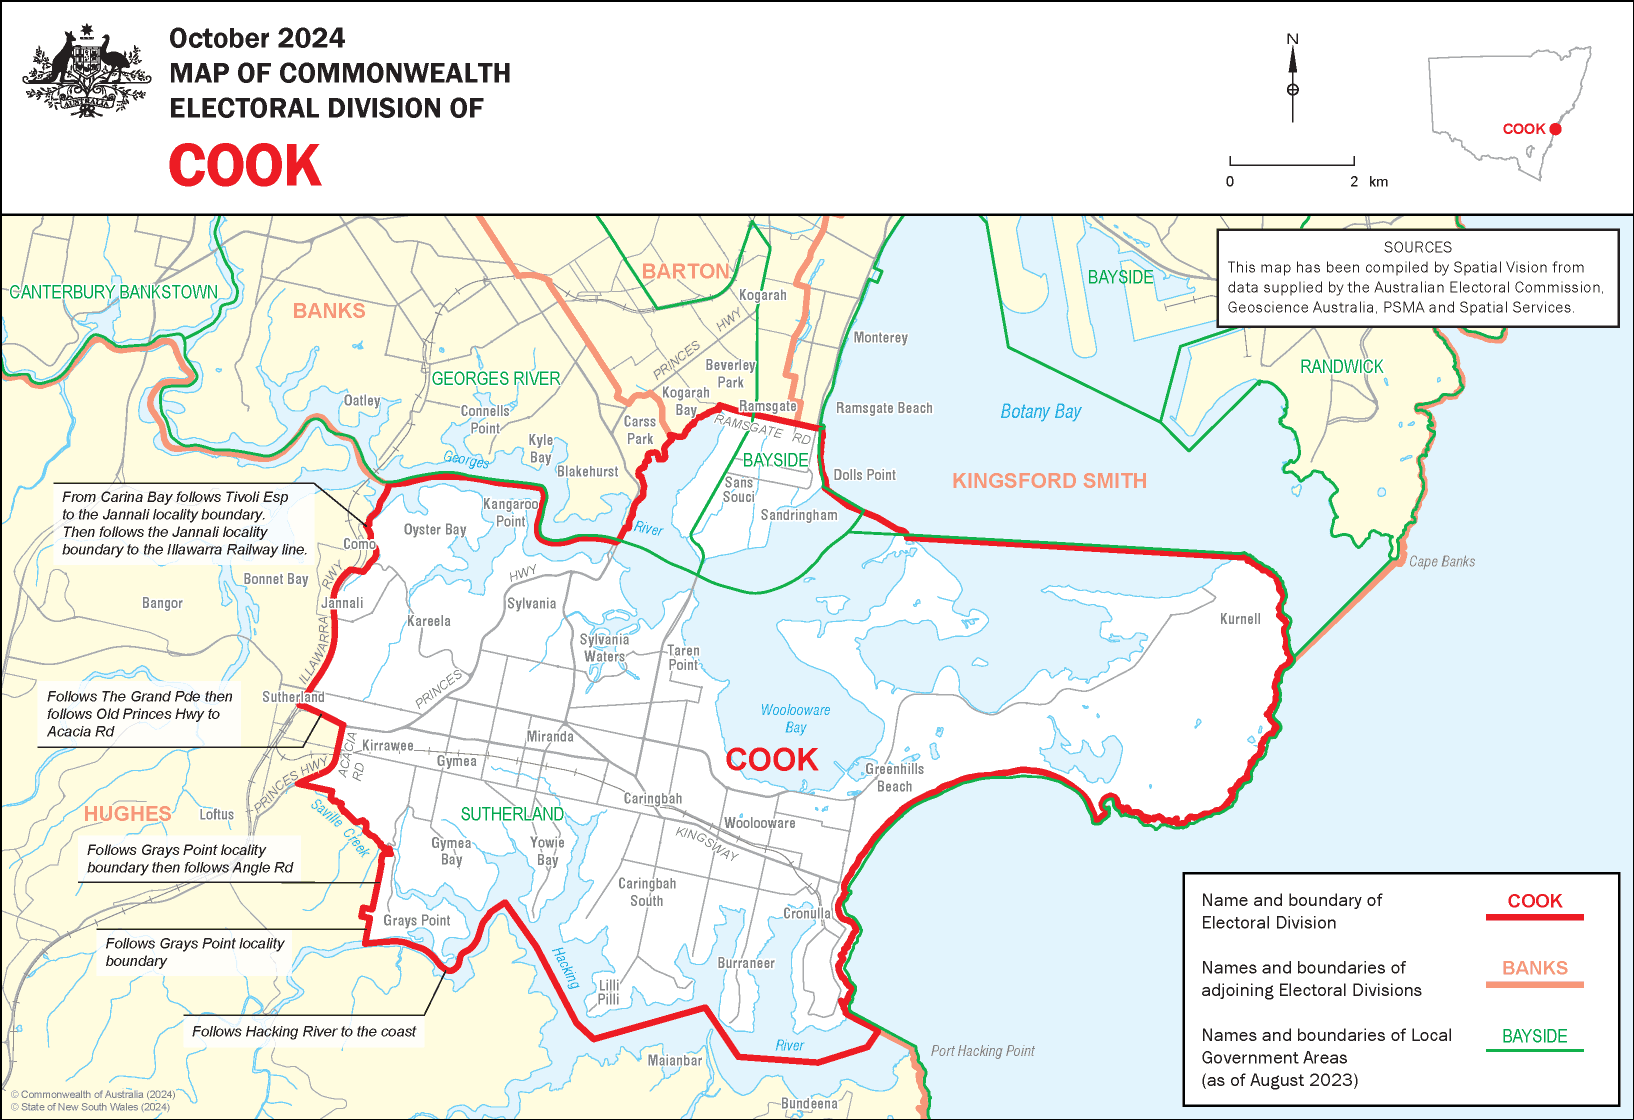 October 2024
MAP OF COMMONWEALTH
ELECTORAL DIVISION OF
COOK
AUSTRALIA
N
0 2 km
COOK
SOURCES
This map has been compiled by Spatial Vision from
data supplied by the Australian Electoral Commission,
Geoscience Australia, PSMA and Spatial Services.
CANTERBURY BANKSTOWN
BANKS
BARTON
BAYSIDE
Kogarah
HWY
PRINCES
Monterey
RANDWICK
GEORGES RIVER
Beverley
Park
Kogarah
Bay
Ramsgate
Ramsgate Beach
Botany Bay
Oatley
Connells
Point
Carss
Park
RAMSGATE RD
Kyle
Bay
Georges
Blakehurst
BAYSIDE
Dolls Point
KINGSFORD SMITH
Sans
Souci
Sandringham
From Carina Bay follows Tivoli Esp
to the Jannali locality boundary.
Then follows the Jannali locality
boundary to the Illawarra Railway line.
Kangaroo
Point
Oyster Bay
River
Como
Cape Banks
Bonnet Bay
RWY
HWY
Bangor
Jannali
Sylvania
Kareela
Kurnell
ILLAWARRA
Sylvania
Waters
Taren
Point
Follows The Grand Pde then
follows Old Princes Hwy to
Acacia Rd
Sutherland
PRINCES
Woolooware
Bay
ACACIA
RD
Kirrawee
Miranda
Gymea
COOK
Greenhills
Beach
PRINCES HWY
HUGHES
Loftus
Saville Creek
SUTHERLAND
Caringbah
Woolooware
KINGSWAY
Gymea
Bay
Yowie
Bay
Follows Grays Point locality
boundary then follows Angle Rd
Caringbah
South
Cronulla
Grays Point
Follows Grays Point locality
boundary
Hacking
Burraneer
Lilli
Pilli
Follows Hacking River to the coast
River
Maianbar
Port Hacking Point
Bundeena
Name and boundary of
Electoral Division
COOK
Names and boundaries of
adjoining Electoral Divisions
BANKS
Names and boundaries of Local
Government Areas
(as of August 2023)
BAYSIDE
© Commonwealth of Australia (2024)
© State of New South Wales (2024)